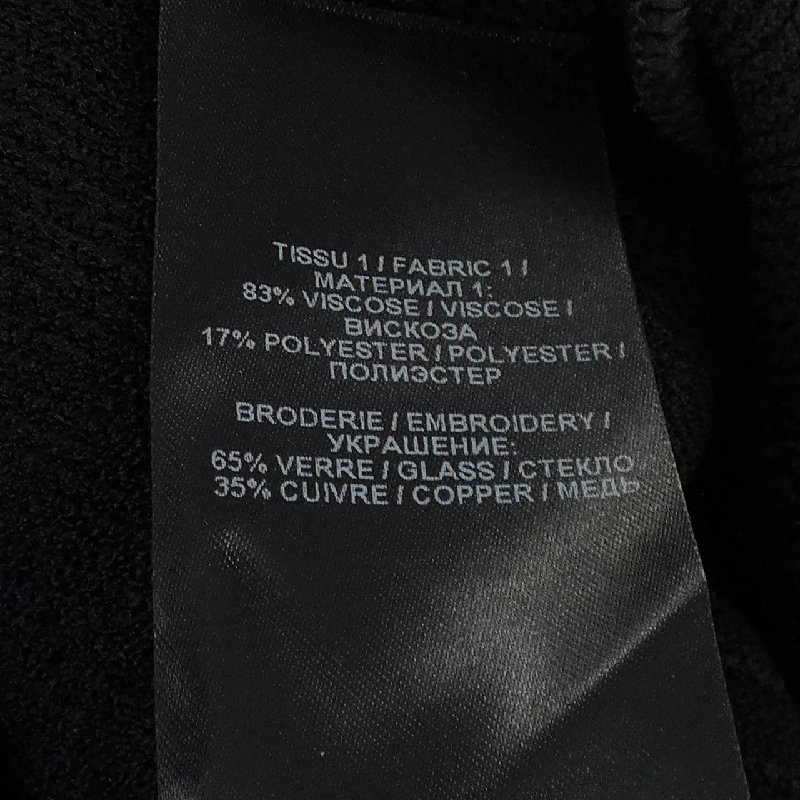 TISSU 1 / FABRIC 1 /
МАТЕРИАЛ 1:
83% VISCOSE / VISCOSE /
ВИСКОЗА
17% POLYESTER / POLYESTER /
ПОЛИЭСТЕР
BRODERIE / EMBROIDERY /
УКРАШЕНИЕ:
65% VERRE / GLASS / СТЕКЛО
35% CUIVRE / COPPER / МЕДЬ